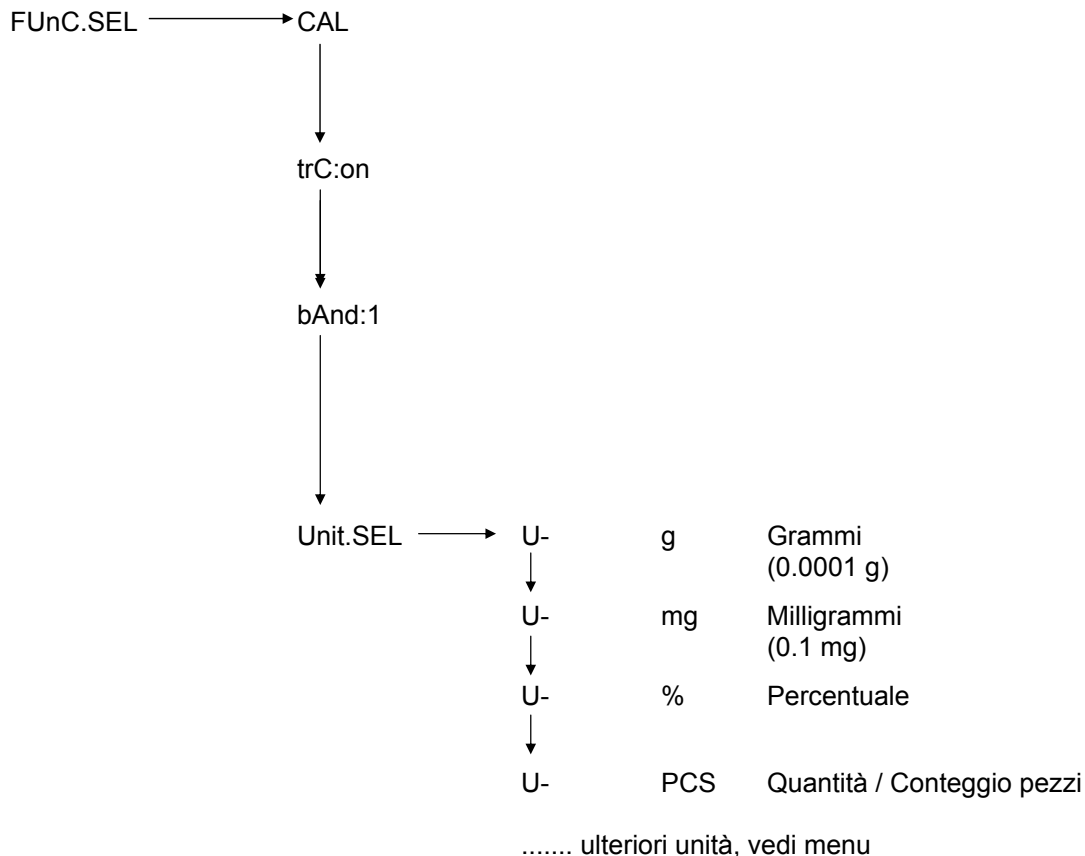 FUnC.SEL CAL
trC:on
bAnd:1
Unit.SEL U- g Grammi
(0.0001 g)
U- mg Milligrammi
(0.1 mg)
U- % Percentuale
U- PCS Quantità / Conteggio pezzi
....... ulteriori unità, vedi menu